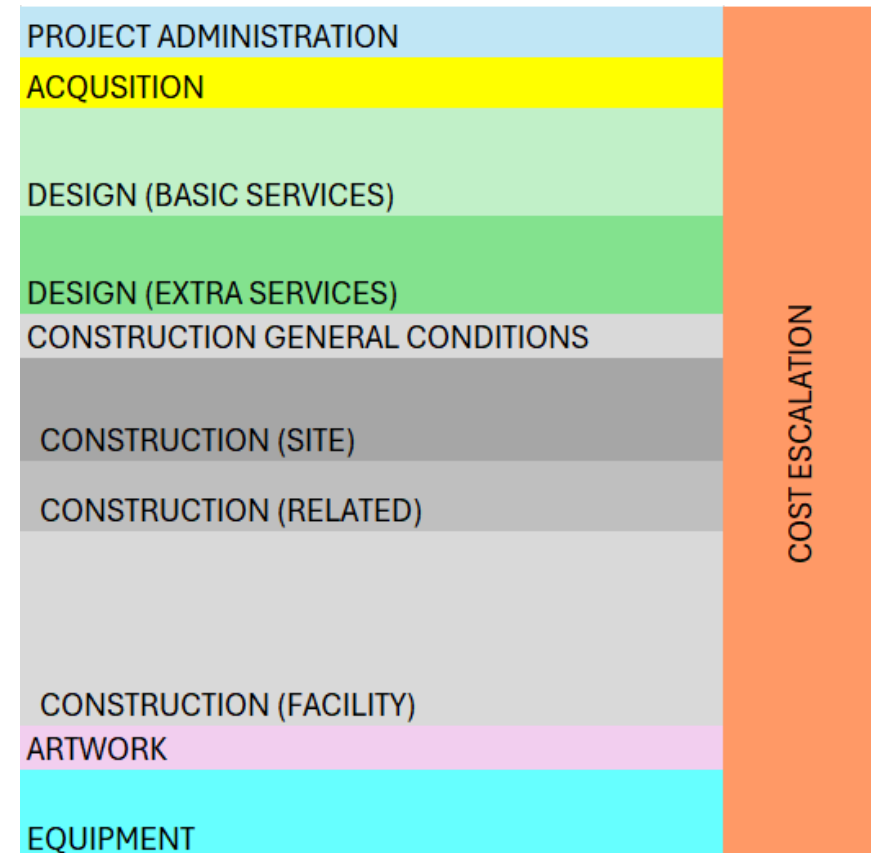 PROJECT ADMINISTRATION
ACQUSITION
DESIGN (BASIC SERVICES)
DESIGN (EXTRA SERVICES)
CONSTRUCTION GENERAL CONDITIONS
CONSTRUCTION (SITE)
CONSTRUCTION (RELATED)
CONSTRUCTION (FACILITY)
ARTWORK
EQUIPMENT
COST ESCALATION